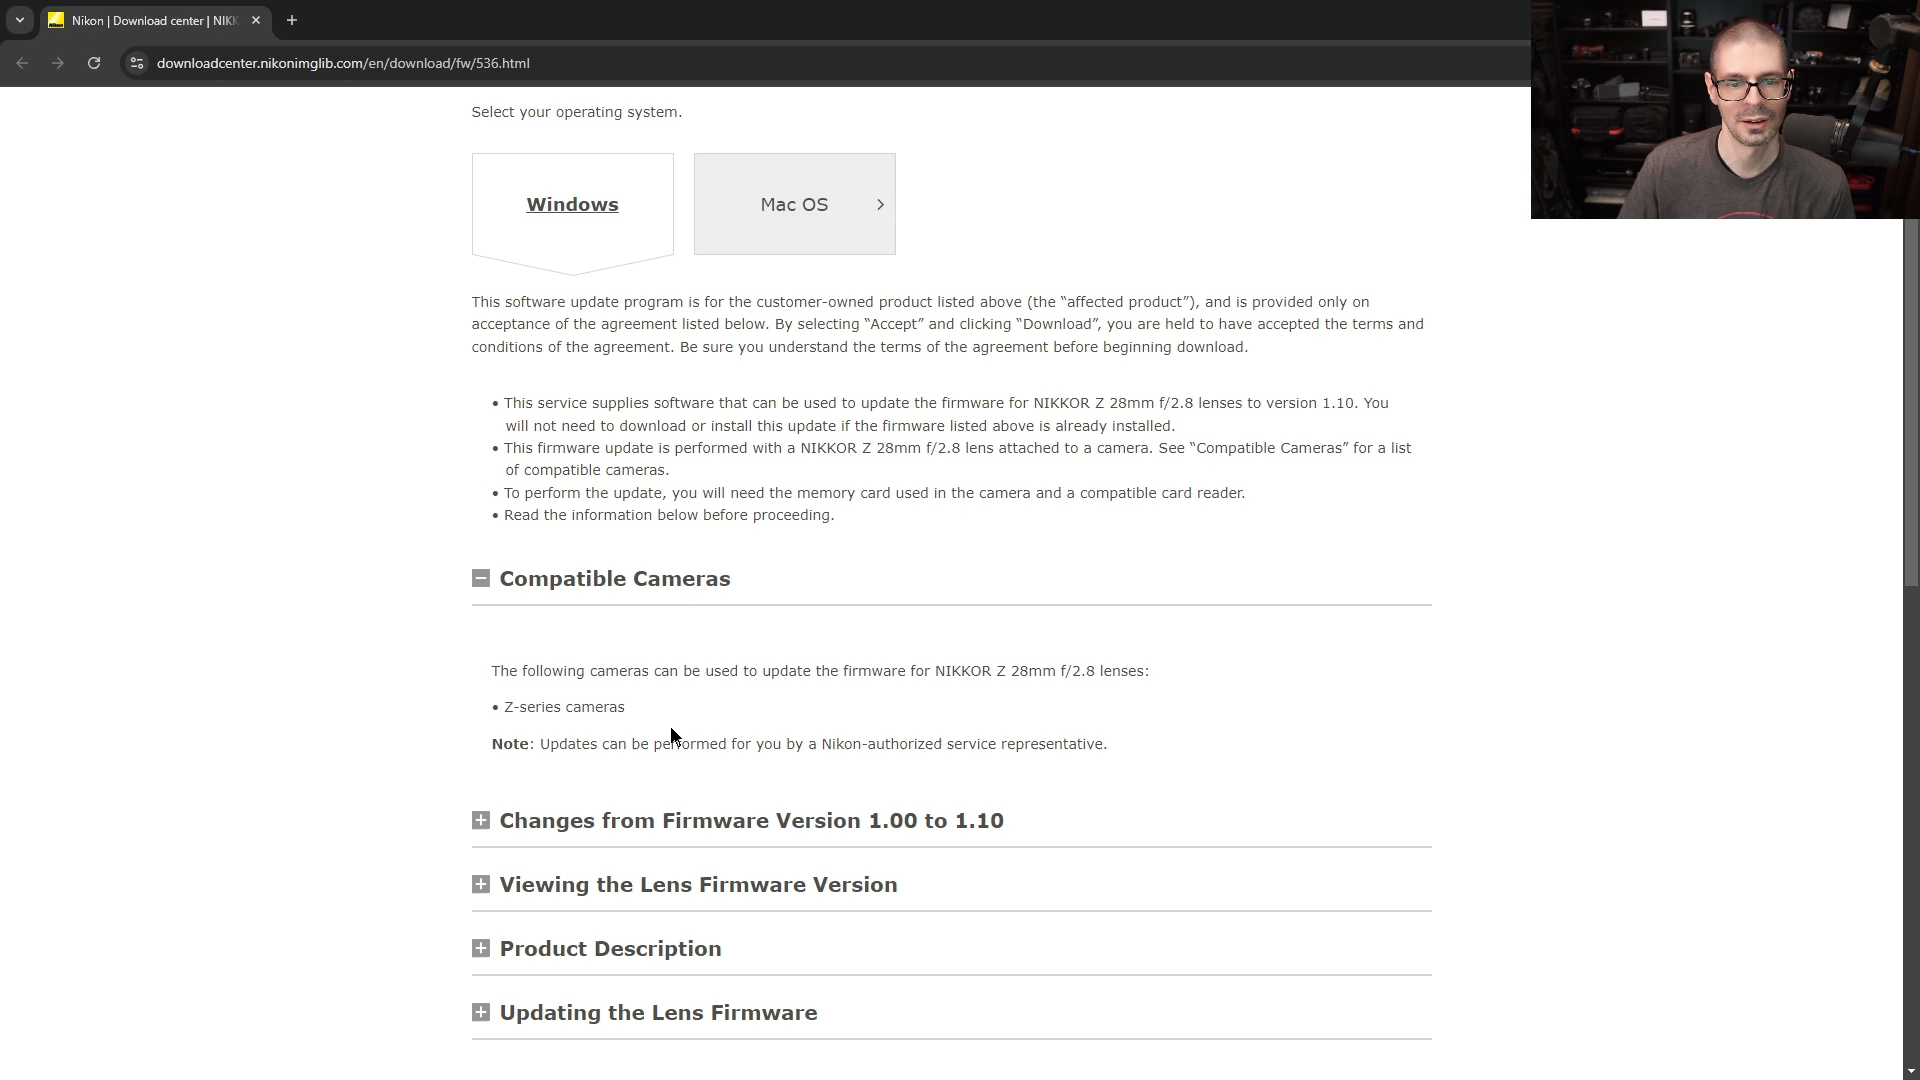 Nikon | Download center | NIKK
downloadcenter.nikonimglib.com/en/download/fw/536.html
Select your operating system.
Windows
Mac OS
This software update program is for the customer-owned product listed above (the “affected product”), and is provided only on
acceptance of the agreement listed below. By selecting “Accept” and clicking “Download”, you are held to have accepted the terms and
conditions of the agreement. Be sure you understand the terms of the agreement before beginning download.
• This service supplies software that can be used to update the firmware for NIKKOR Z 28mm f/2.8 lenses to version 1.10. You
will not need to download or install this update if the firmware listed above is already installed.
• This firmware update is performed with a NIKKOR Z 28mm f/2.8 lens attached to a camera. See “Compatible Cameras” for a list
of compatible cameras.
• To perform the update, you will need the memory card used in the camera and a compatible card reader.
• Read the information below before proceeding.
Compatible Cameras
The following cameras can be used to update the firmware for NIKKOR Z 28mm f/2.8 lenses:
• Z-series cameras
Note: Updates can be performed for you by a Nikon-authorized service representative.
Changes from Firmware Version 1.00 to 1.10
Viewing the Lens Firmware Version
Product Description
Updating the Lens Firmware